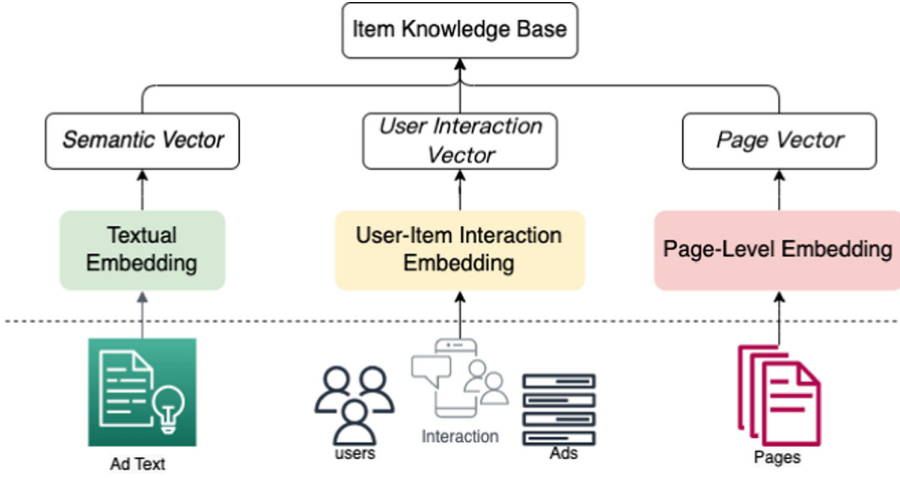 Item Knowledge Base
Semantic Vector
User Interaction
Vector
Page Vector
Textual
Embedding
User-Item Interaction
Embedding
Page-Level Embedding
Ad Text
users
Interaction
Ads
Pages